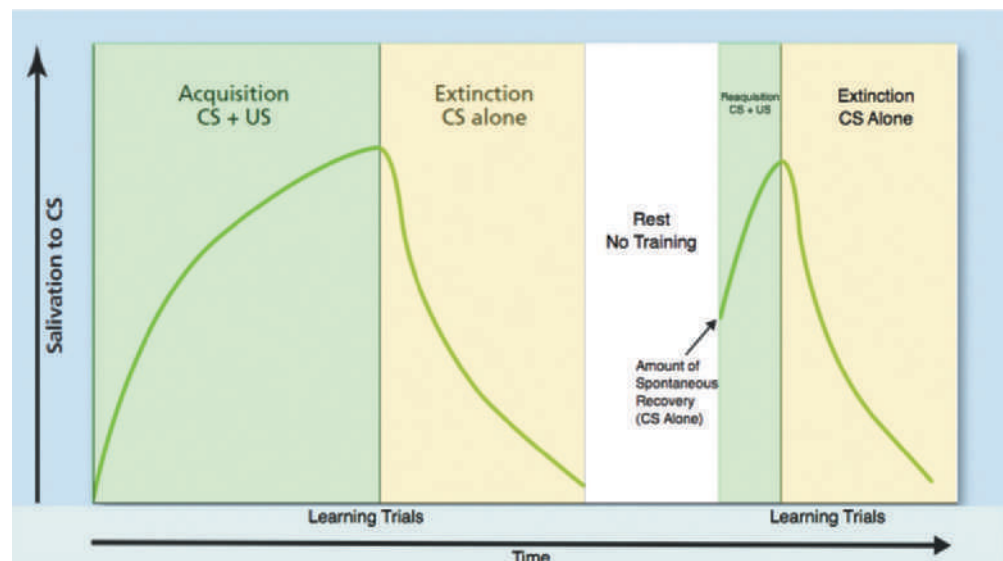 Salivation to CS
Acquisition
CS + US
Extinction
CS alone
Rest
No Training
Amount of
Spontaneous
Recovery
(CS Alone)
Reaquisition
CS + US
Extinction
CS Alone
Learning Trials
Learning Trials
Time